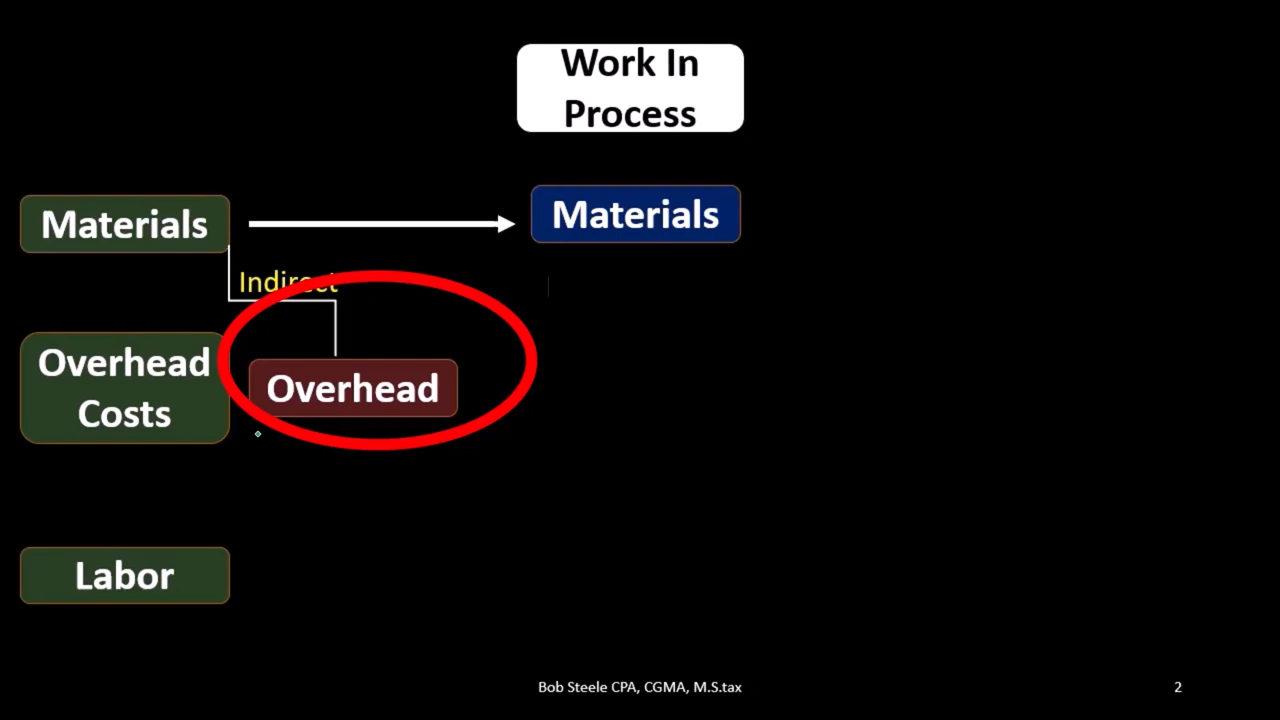 Work In
Process
Materials
Materials
Indirect
Overhead
Costs
Overhead
Labor
Bob Steele CPA, CGMA, M.S.tax
2